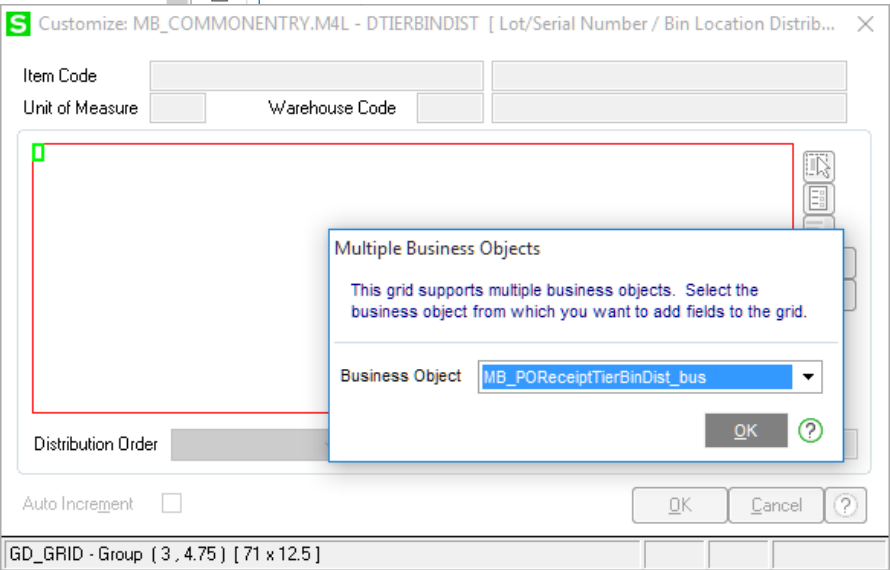 S Customize: MB_COMMONENTRY.M4L - DTIERBINDIST [ Lot/Serial Number / Bin Location Distrib...
Item Code
Unit of Measure Warehouse Code
Multiple Business Objects
This grid supports multiple business objects. Select the
business object from which you want to add fields to the grid.
Business Object MB_POReceiptTierBinDist_bus
OK ?
Distribution Order
Auto Increment OK Cancel ?
GD_GRID - Group ( 3 , 4.75 ) [ 71 x 12.5 ]